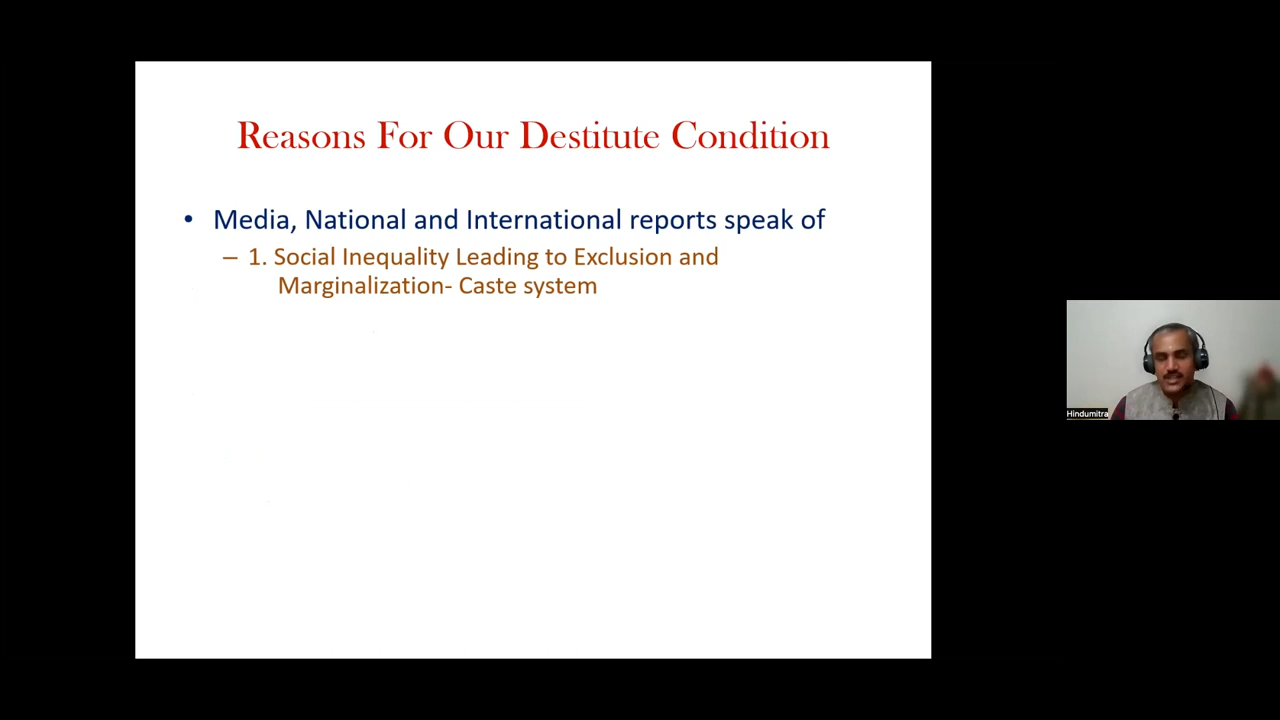 Reasons For Our Destitute Condition
• Media, National and International reports speak of
– 1. Social Inequality Leading to Exclusion and
Marginalization- Caste system
Hindumitra